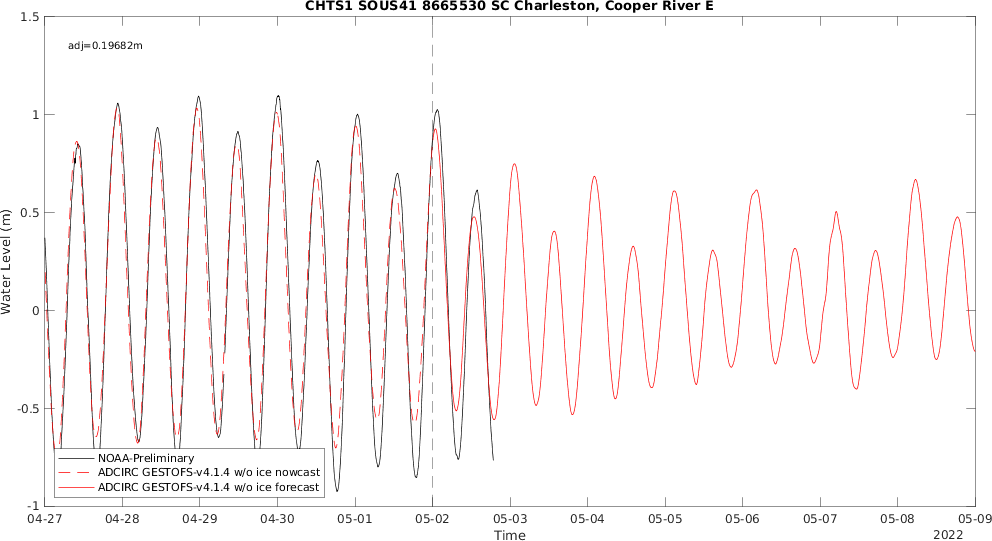 CHTS1 SOUS41 8665530 SC Charleston, Cooper River E
adj=0.19682m
1.5
1
0.5
0
-0.5
-1
Water Level (m)
NOAA-Preliminary
ADCIRC GESTOFS-v4.1.4 w/o ice nowcast
ADCIRC GESTOFS-v4.1.4 w/o ice forecast
04-27 04-28 04-29 04-30 05-01 05-02 05-03 05-04 05-05 05-06 05-07 05-08 05-09
Time
2022